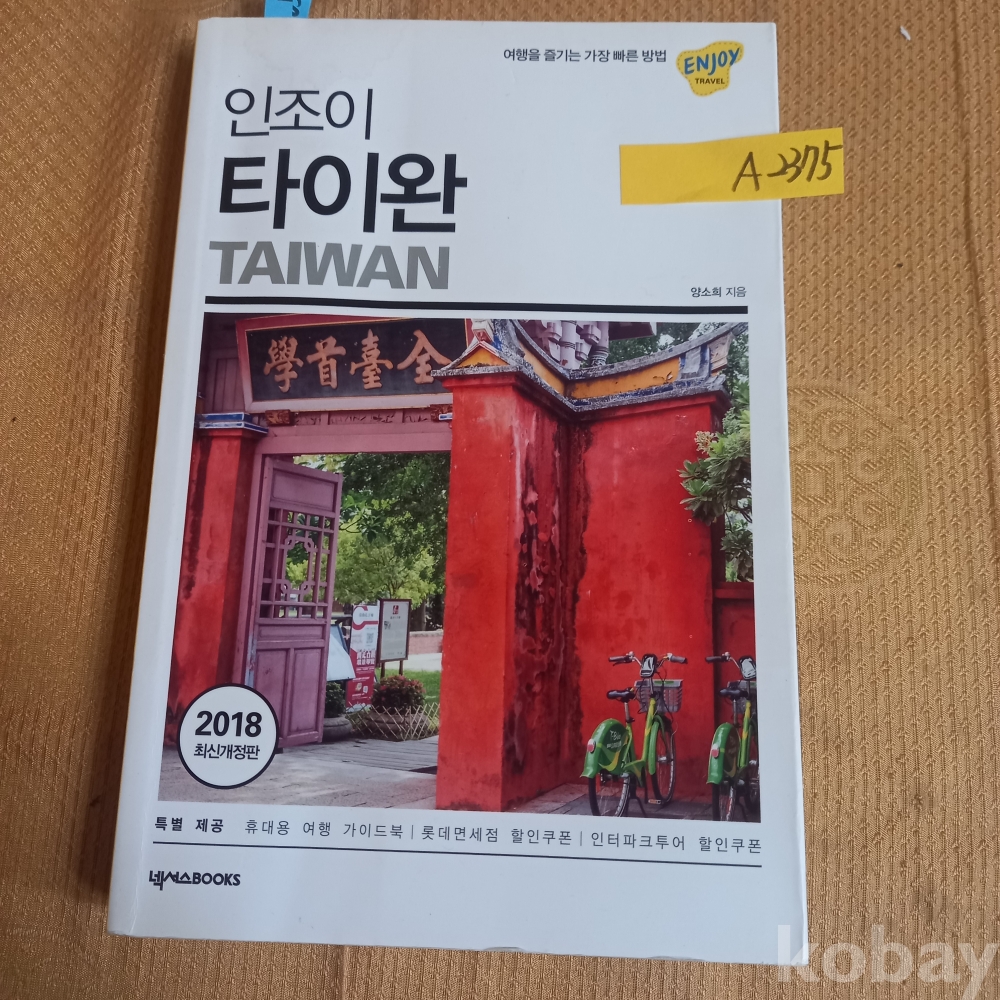 여행을 즐기는 가장 빠른 방법
ENJOY
TRAVEL
인조이
타이완
TAIWAN
A-2375
양소희 지음
學首臺全
2018
최신개정판
특별 제공 휴대용 여행 가이드북 | 롯데면세점 할인쿠폰 | 인터파크투어 할인쿠폰
넥서스BOOKS
kobay